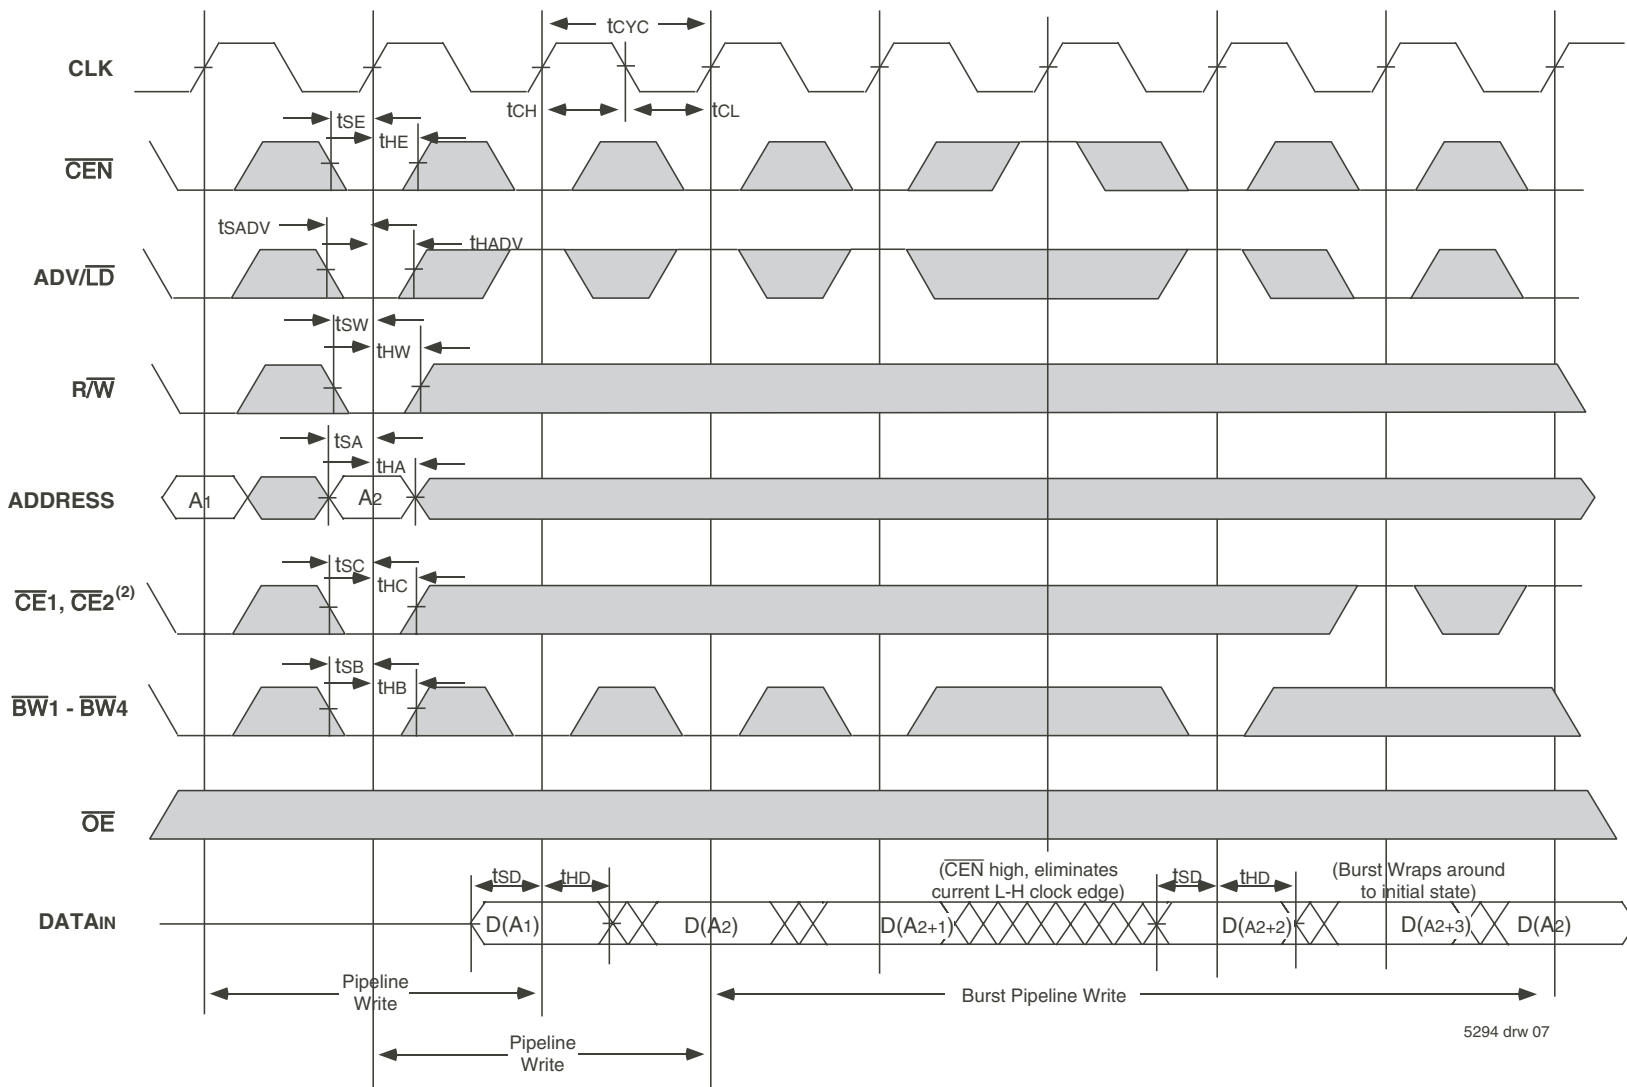 tCYC
CLK
tCH
tCL
tSE
tHE
CEN
tSADV
tHADV
ADV/LD
tSW
tHW
R/W
tSA
tHA
ADDRESS
A1
A2
tSC
tHC
CE1, CE2(2)
tSB
tHB
BW1 - BW4
OE
(CEN high, eliminates
current L-H clock edge)
(Burst Wraps around
to initial state)
tSD
tHD
tSD
tHD
DATAIN
D(A1)
D(A2)
D(A2+1)
D(A2+2)
D(A2+3)
D(A2)
Pipeline
Write
Burst Pipeline Write
5294 drw 07
Pipeline
Write